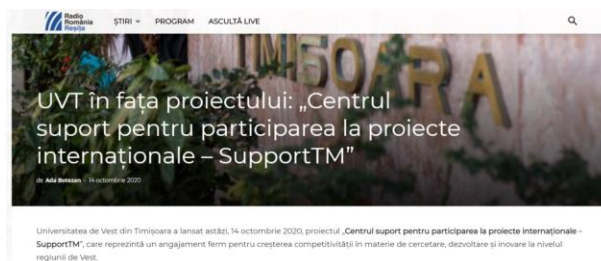 Radio
România
Reșița
ȘTIRI
PROGRAM
ASCULTĂ LIVE
TIMIȘOARA
UVT în fața proiectului: „Centrul
suport pentru participarea la proiecte
internaționale – SupportTM”
de Ada Botezan – 14 octombrie 2020
Universitatea de Vest din Timișoara a lansat astăzi, 14 octombrie 2020, proiectul „Centrul suport pentru participarea la proiecte internaționale –
SupportTM”, care reprezintă un angajament ferm pentru creșterea competitivității în materie de cercetare, dezvoltare și inovare la nivelul
regiunii de Vest.